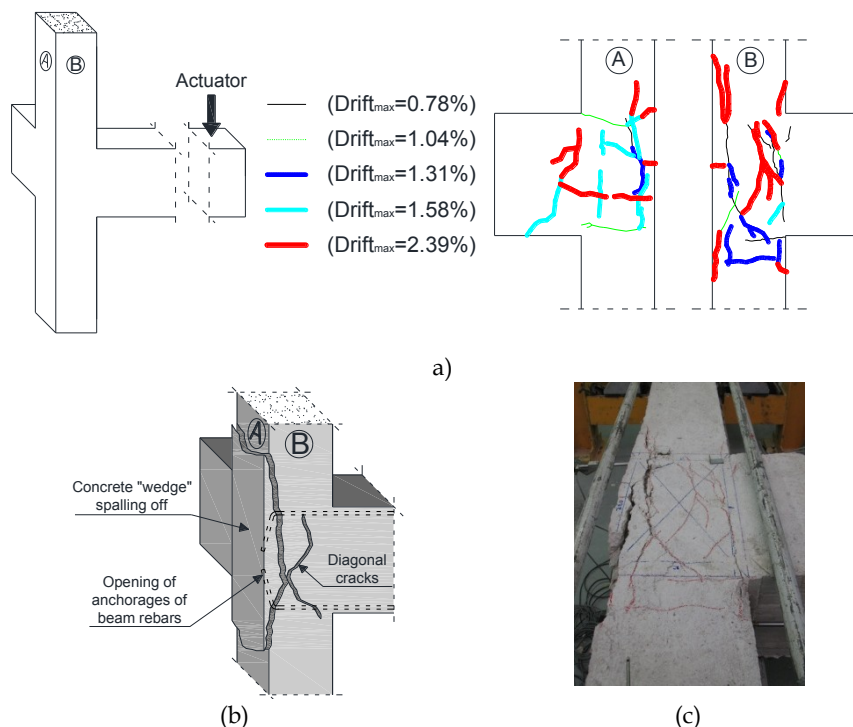 A
B
Actuator
(Driftmax=0.78%)
(Driftmax=1.04%)
(Driftmax=1.31%)
(Driftmax=1.58%)
(Driftmax=2.39%)
A
B
a)
A
B
Concrete "wedge"
spalling off
Opening of
anchorages of
beam rebars
Diagonal
cracks
(b)
(c)